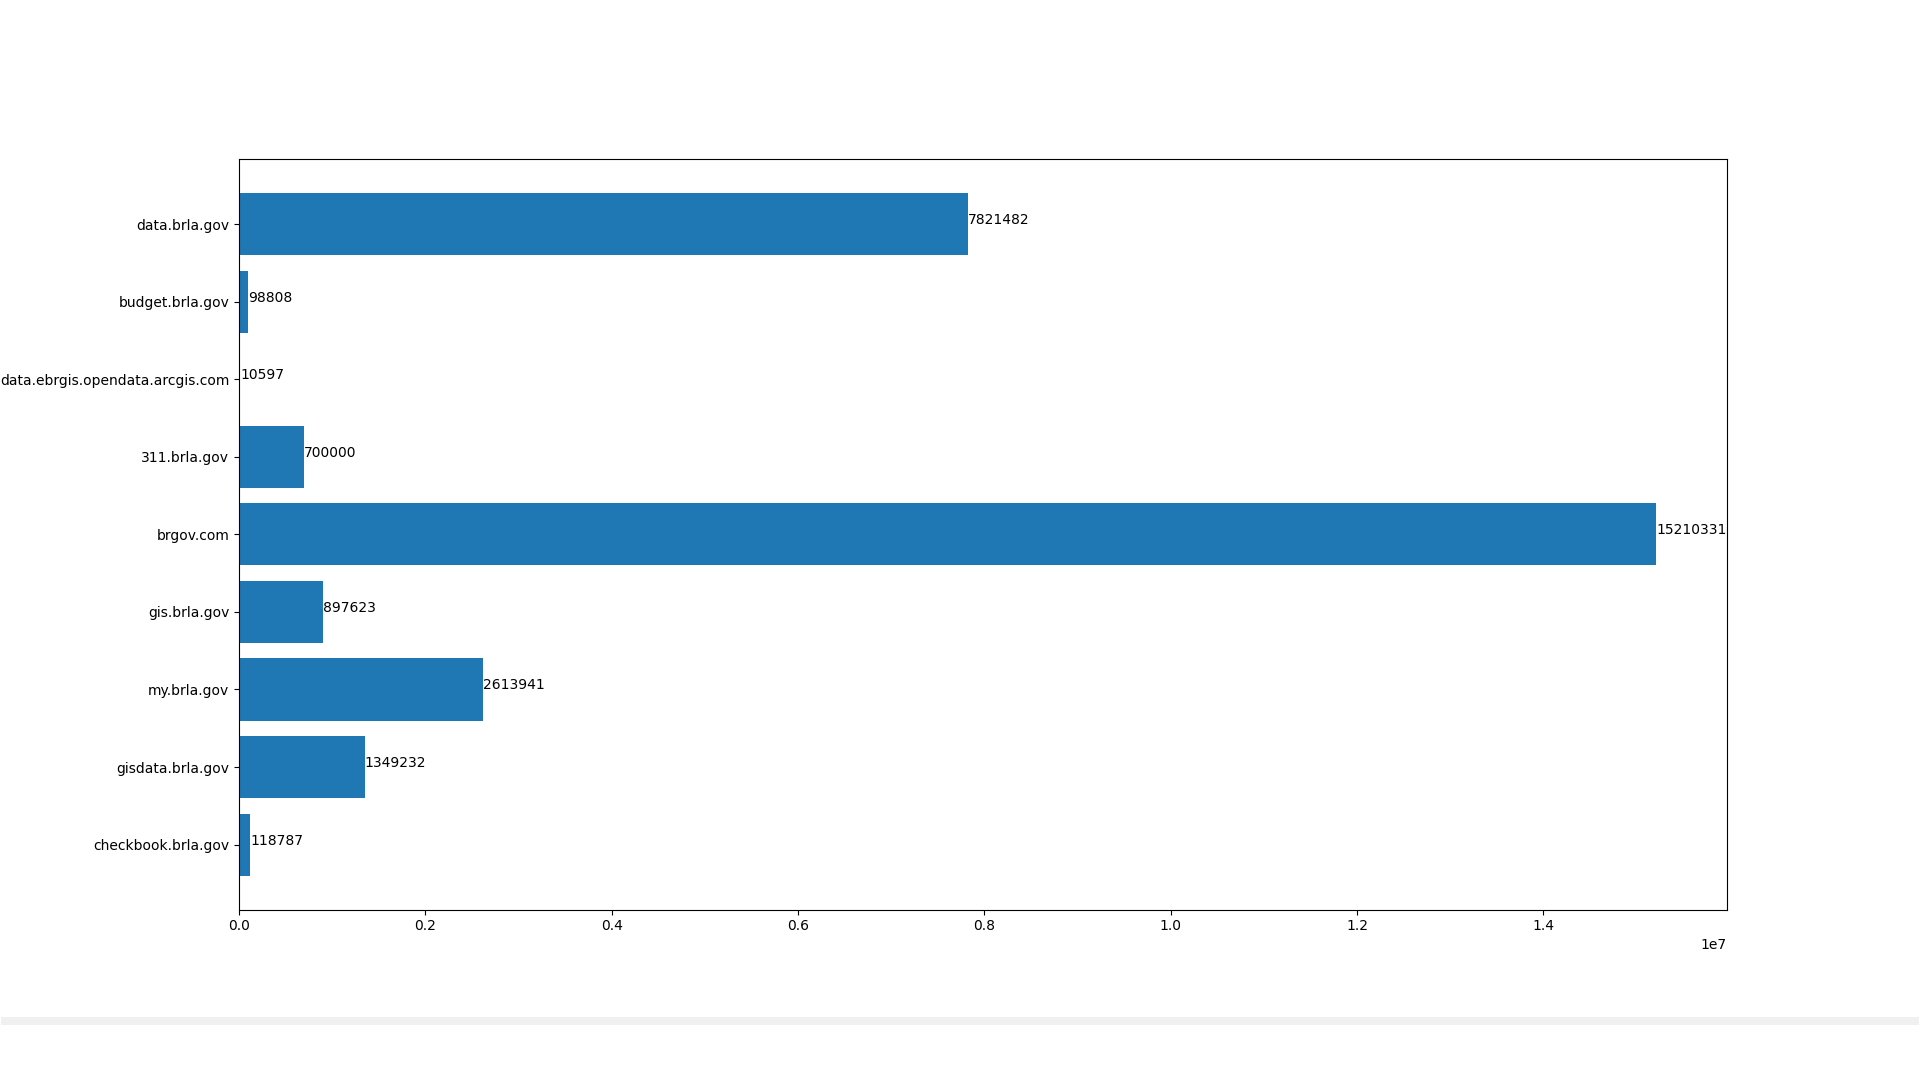 data.brla.gov 7821482
budget.brla.gov 98808
data.ebrgis.opendata.arcgis.com 10597
311.brla.gov 700000
brgov.com 15210331
gis.brla.gov 897623
my.brla.gov 2613941
gisdata.brla.gov 1349232
checkbook.brla.gov 118787
0.0 0.2 0.4 0.6 0.8 1.0 1.2 1.4
1e7